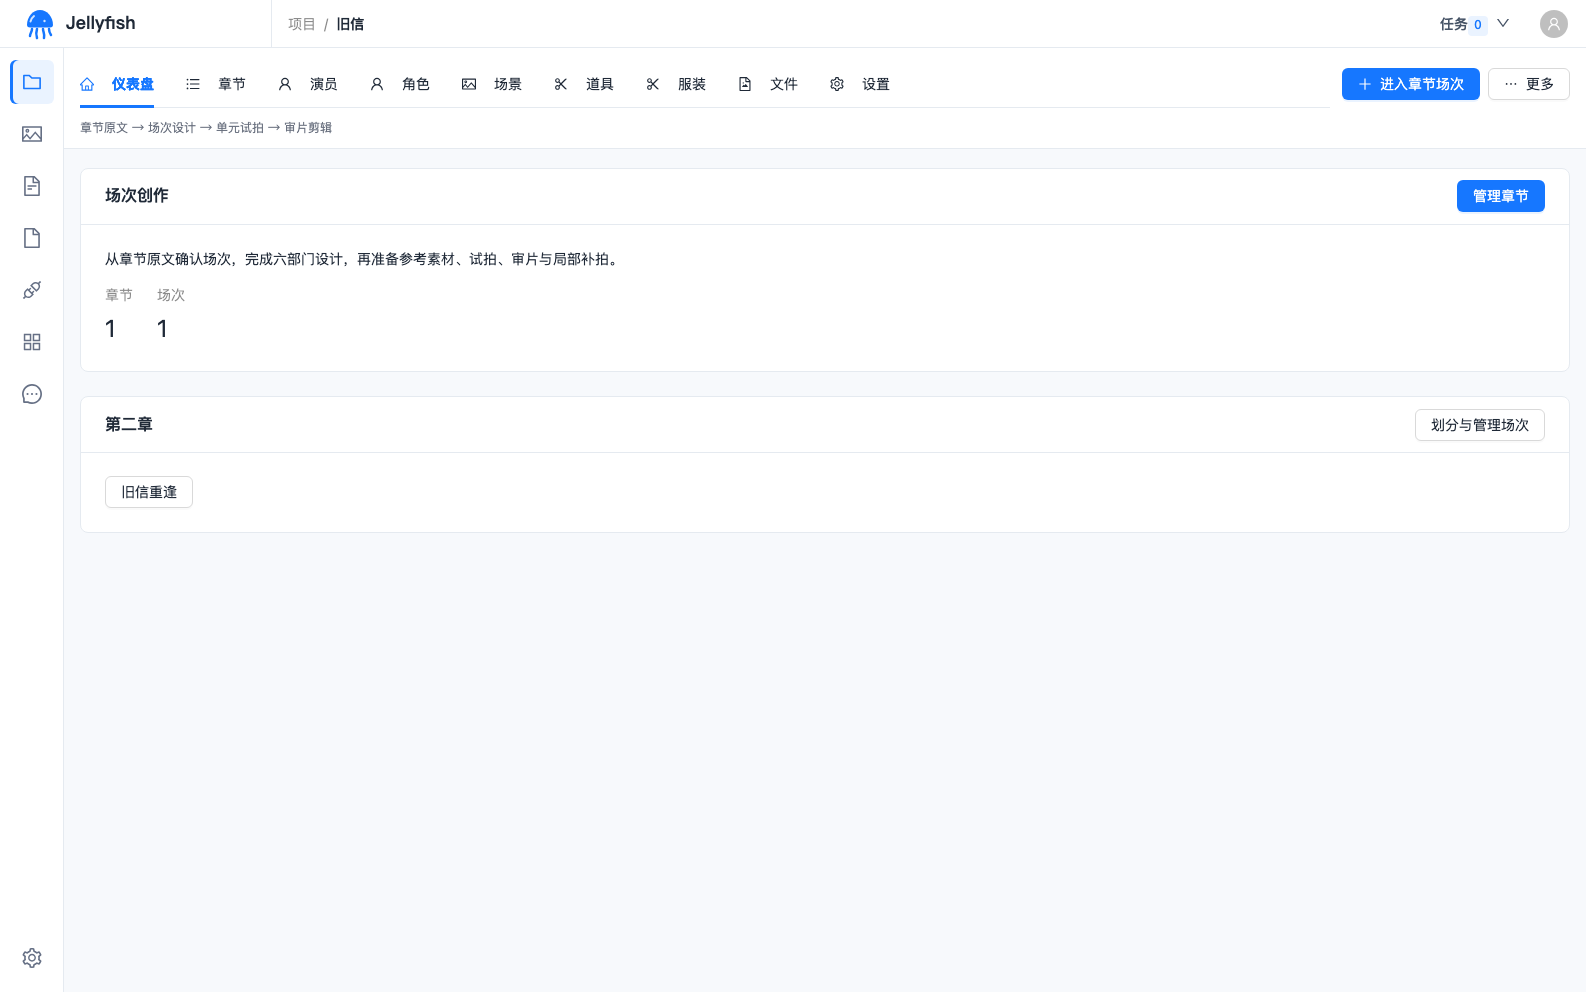 Jellyfish
项目 / 旧信
任务 0
仪表盘 章节 演员 角色 场景 道具 服装 文件 设置
进入章节场次 ··· 更多
章节原文 → 场次设计 → 单元试拍 → 审片剪辑
场次创作
管理章节
从章节原文确认场次，完成六部门设计，再准备参考素材、试拍、审片与局部补拍。
章节 场次
1 1
第二章
划分与管理场次
旧信重逢